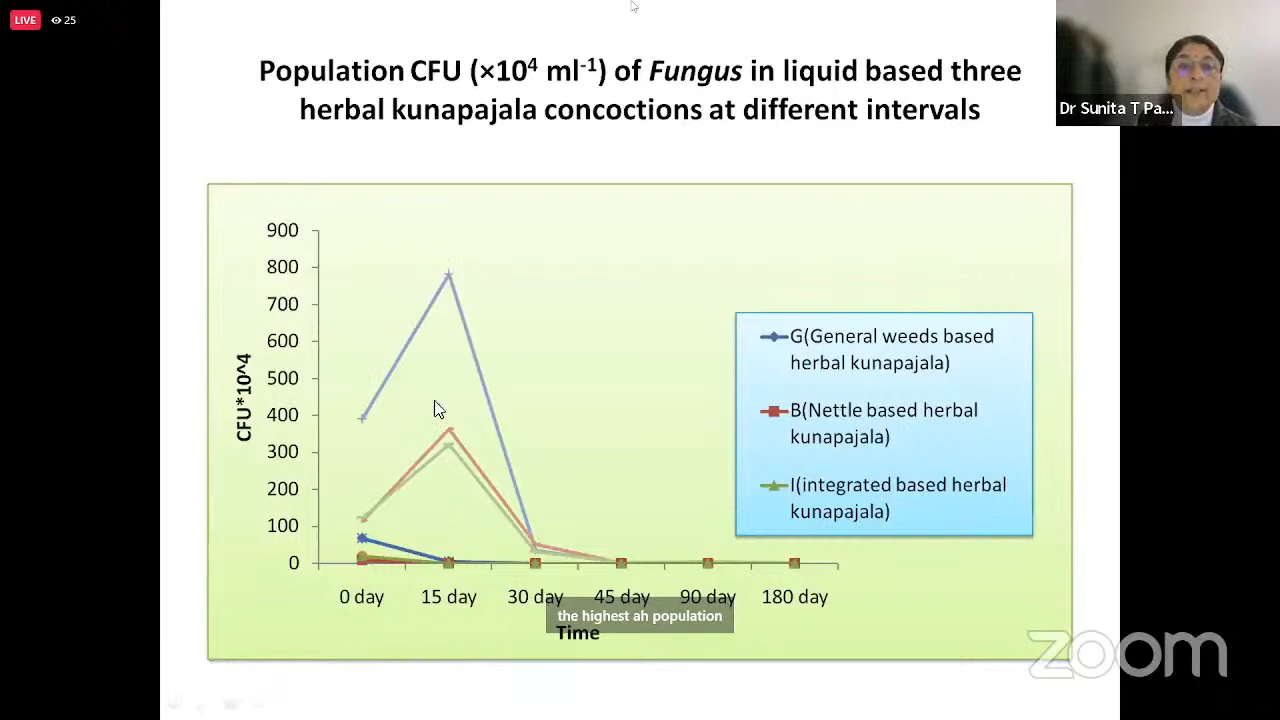 LIVE
25
Population CFU (×10⁴ ml⁻¹) of Fungus in liquid based three
herbal kunapajala concoctions at different intervals
Dr Sunita T Pa...
900
800
700
600
500
400
300
200
100
0
CFU*10^4
G(General weeds based
herbal kunapajala)
B(Nettle based herbal
kunapajala)
I(integrated based herbal
kunapajala)
0 day 15 day 30 day 45 day 90 day 180 day
the highest ah population
Time
zoom